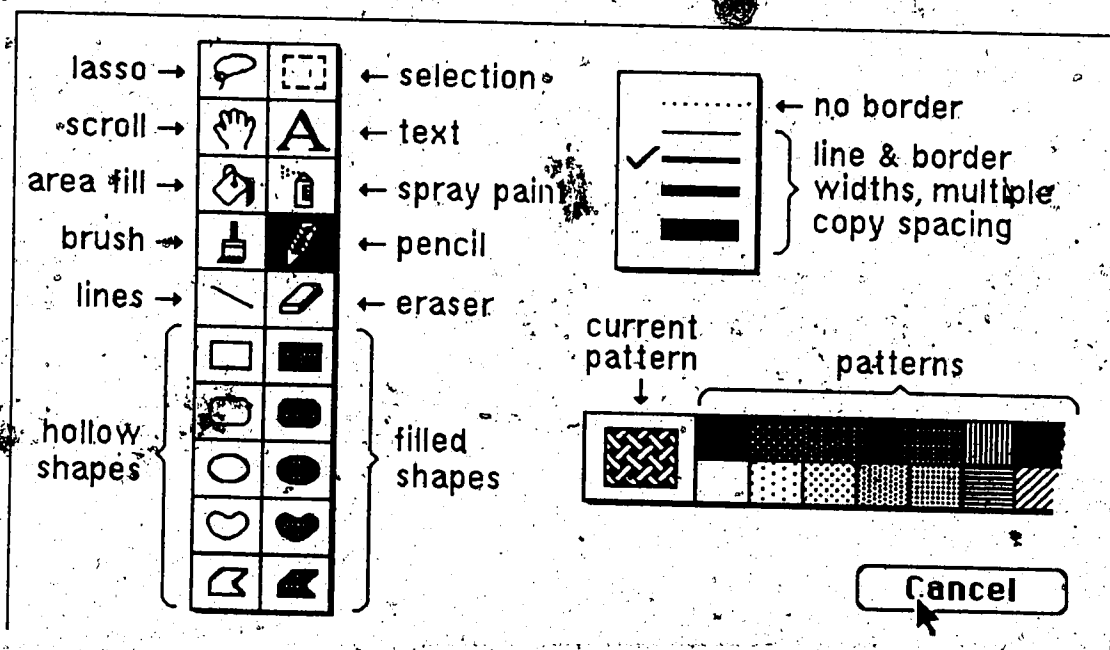 lasso
selection
scroll
A
text
area fill
spray paint
brush
pencil
lines
eraser
hollow
shapes
filled
shapes
no border
line & border
widths, multiple
copy spacing
current
pattern
patterns
Cancel